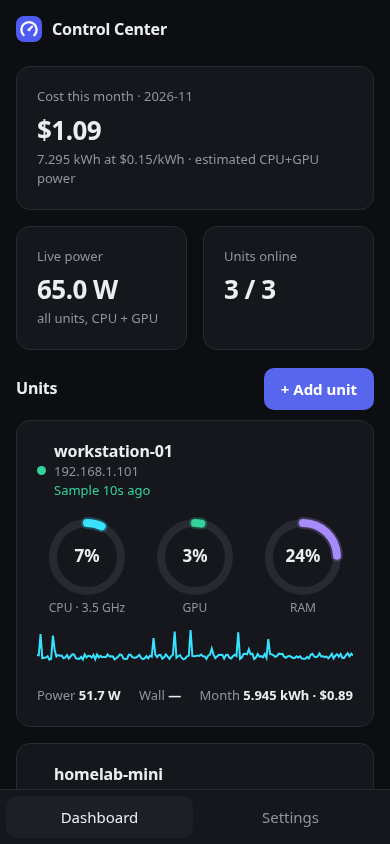 Control Center
Cost this month · 2026-11
$1.09
7.295 kWh at $0.15/kWh · estimated CPU+GPU
power
Live power
65.0 W
all units, CPU + GPU
Units online
3 / 3
Units
+ Add unit
workstation-01
192.168.1.101
Sample 10s ago
7%
3%
24%
CPU · 3.5 GHz
GPU
RAM
Power 51.7 W
Wall —
Month 5.945 kWh · $0.89
homelab-mini
Dashboard
Settings